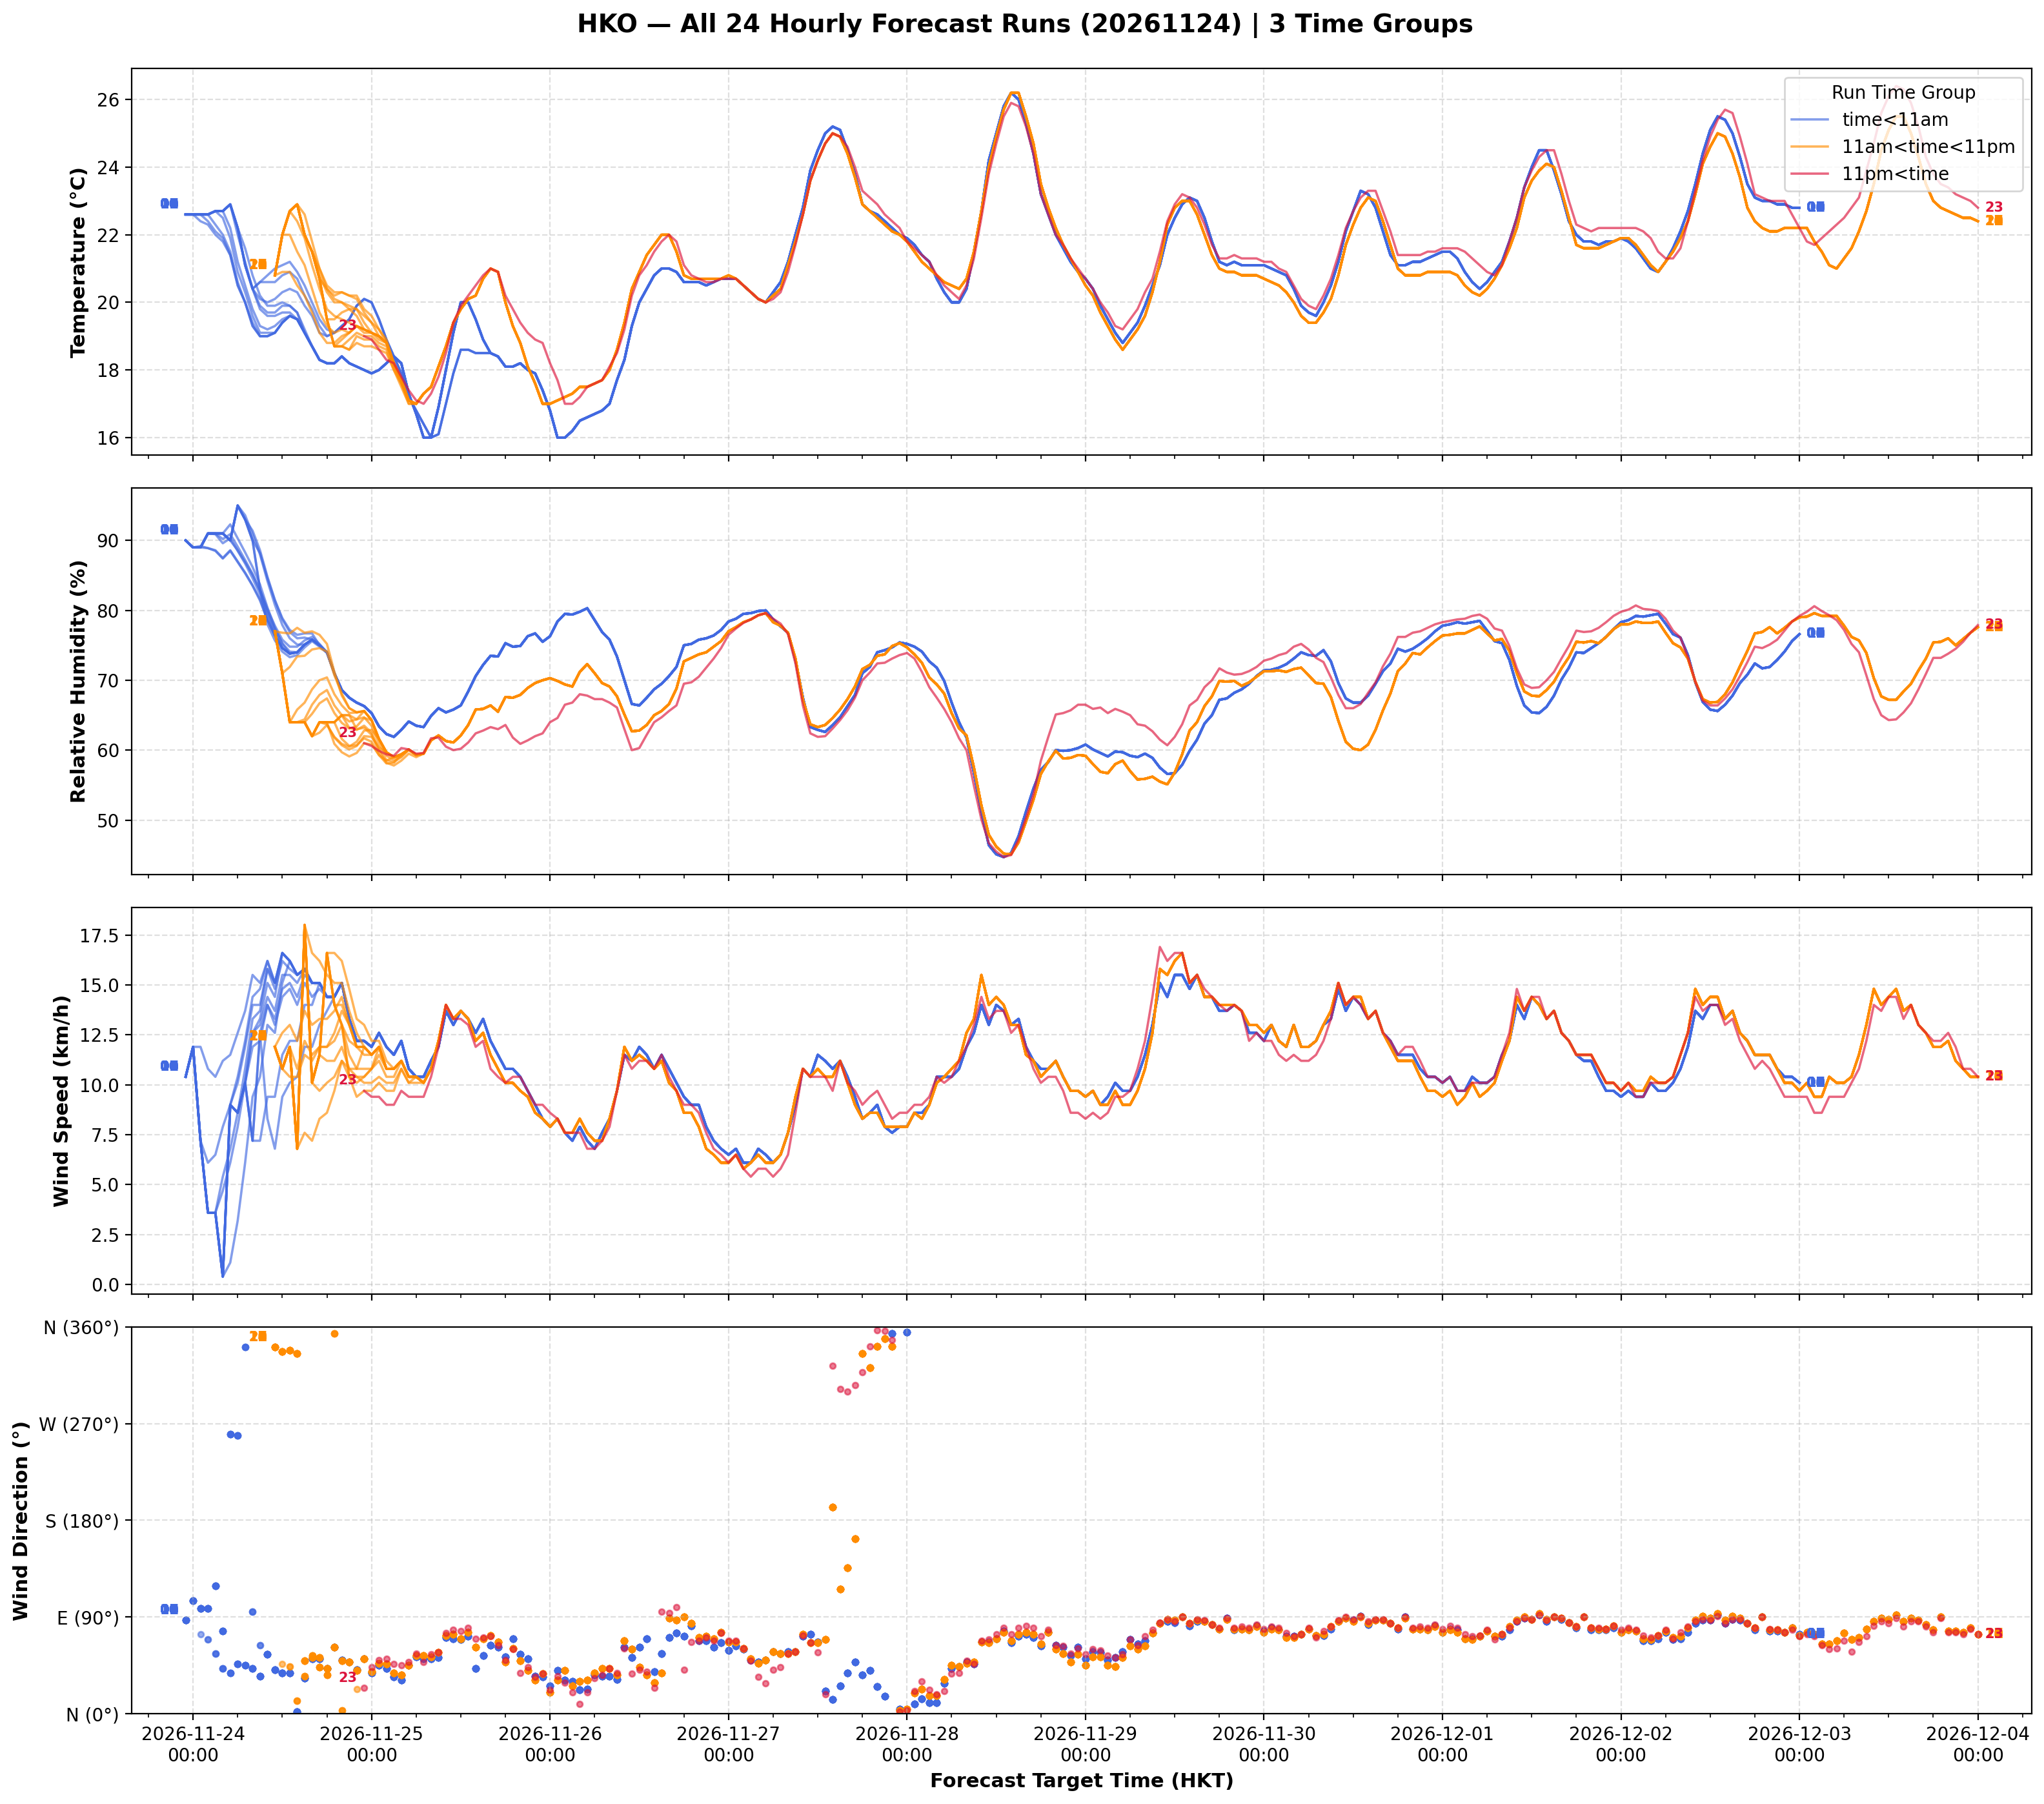 HKO — All 24 Hourly Forecast Runs (20261124) | 3 Time Groups
Temperature (°C)
26
24
22
20
18
16
23
23
Run Time Group
time<11am
11am<time<11pm
11pm<time
Relative Humidity (%)
90
80
70
60
50
23
23
Wind Speed (km/h)
17.5
15.0
12.5
10.0
7.5
5.0
2.5
0.0
23
23
Wind Direction (°)
N (360°)
W (270°)
S (180°)
E (90°)
N (0°)
23
23
2026-11-24 2026-11-25 2026-11-26 2026-11-27 2026-11-28 2026-11-29 2026-11-30 2026-12-01 2026-12-02 2026-12-03 2026-12-04
00:00 00:00 00:00 00:00 00:00 00:00 00:00 00:00 00:00 00:00 00:00
Forecast Target Time (HKT)